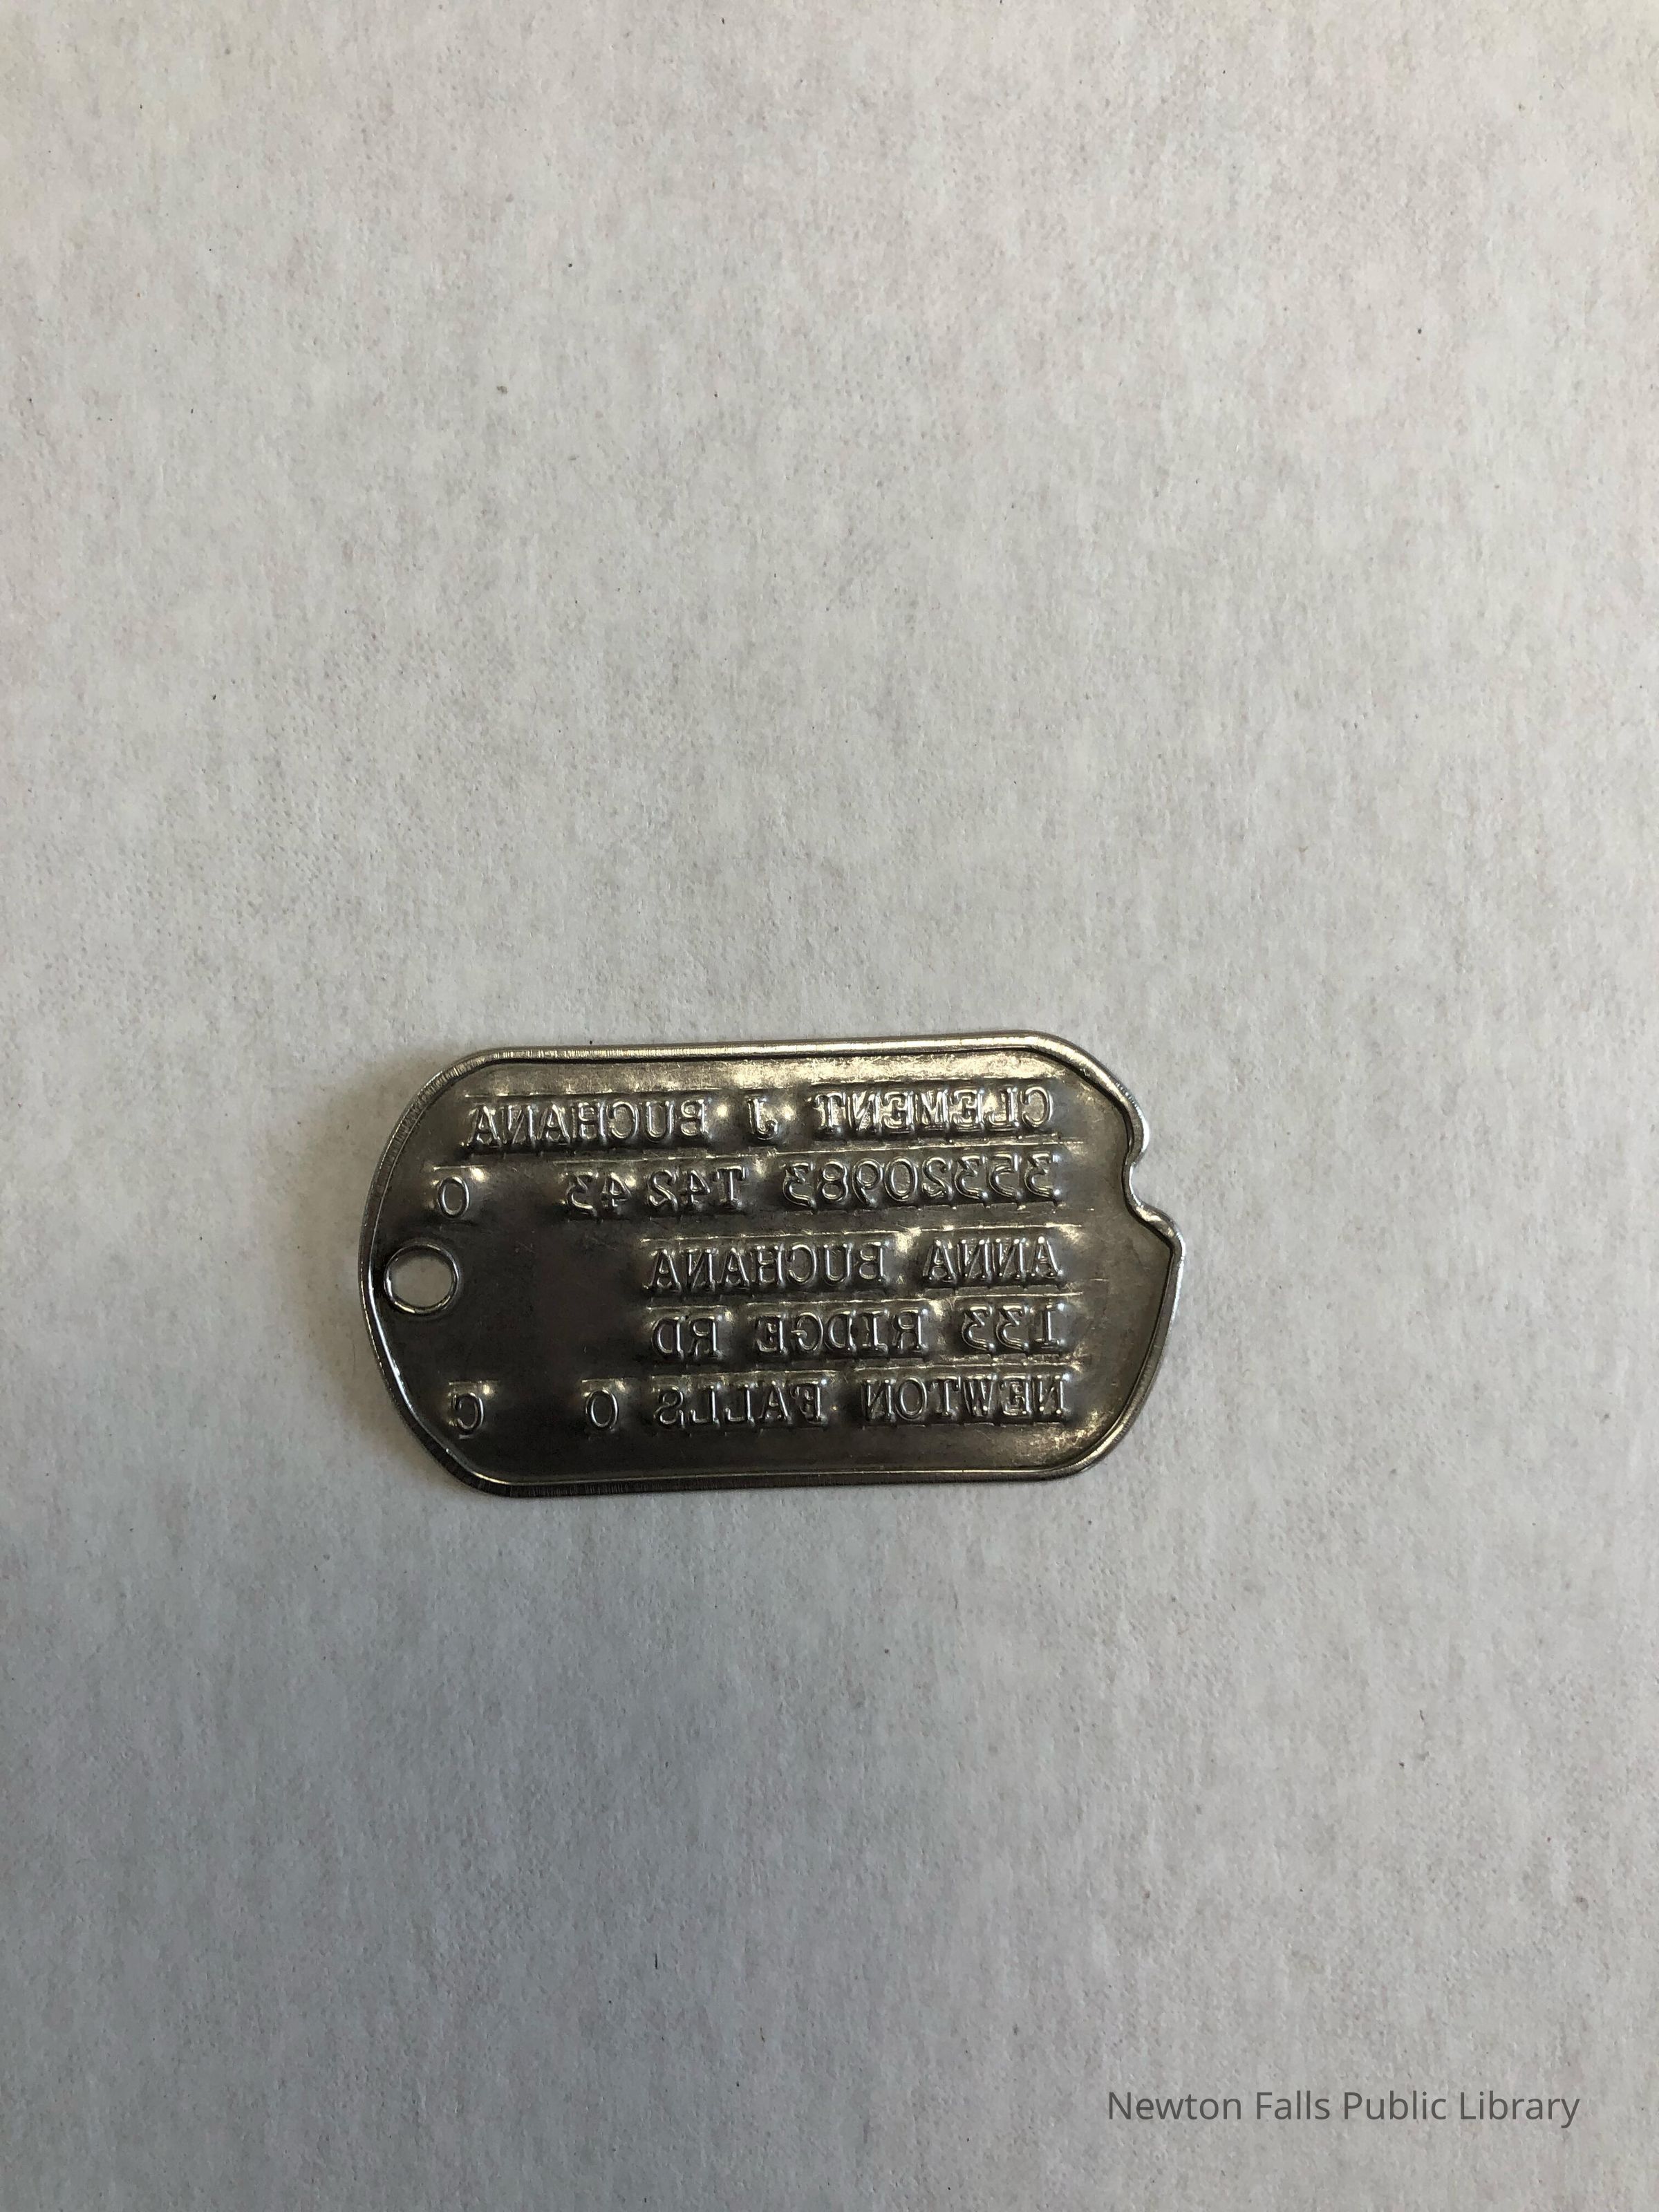 CLEMENT J BUCHANA
35320983 T42 43 O
ANNA BUCHANA
133 RIDGE RD
NEWTON FALLS O C
Newton Falls Public Library